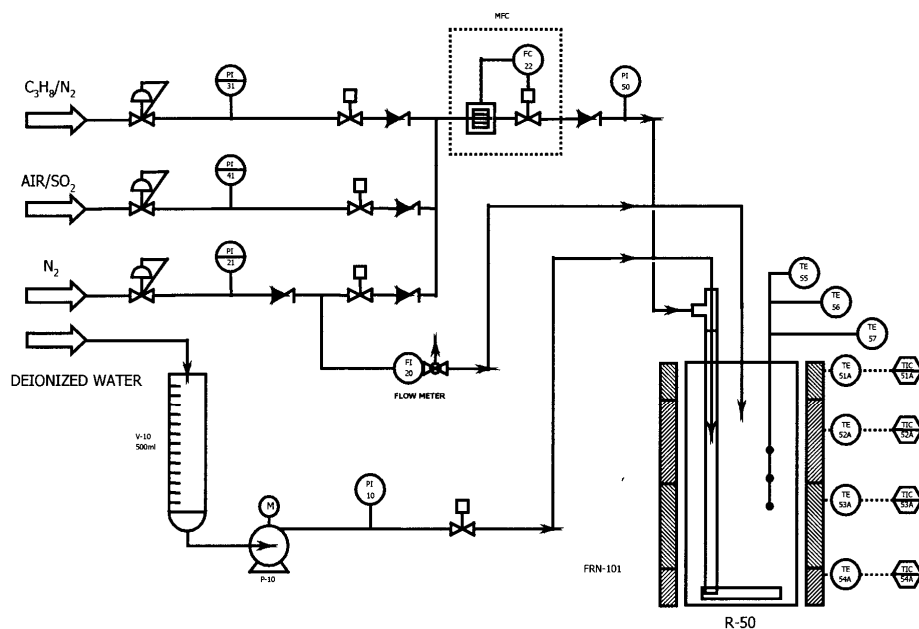 MFC
C₃H₈/N₂
PI
31
FC
22
PI
50
AIR/SO₂
PI
41
N₂
PI
21
TE
55
TE
56
TE
57
DEIONIZED WATER
FI
20
FLOW METER
TE
51A
TIC
51A
V-10
500ml
TE
52A
TIC
52A
PI
10
TE
53A
TIC
53A
M
P-10
FRN-101
TE
54A
TIC
54A
R-50